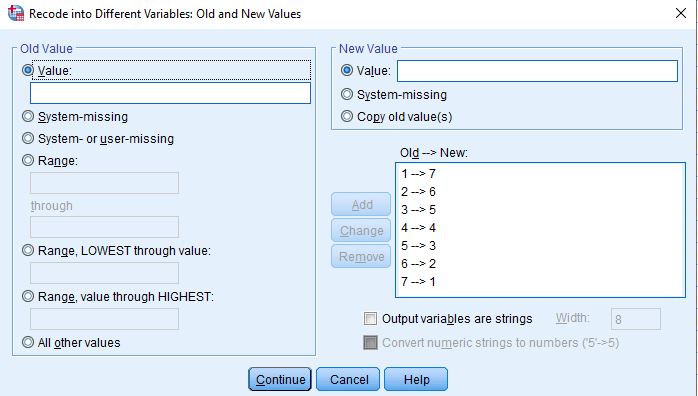 Recode into Different Variables: Old and New Values
Old Value
Value:
System-missing
System- or user-missing
Range:
through
Range, LOWEST through value:
Range, value through HIGHEST:
All other values
New Value
Value:
System-missing
Copy old value(s)
Old --> New:
1 --> 7
2 --> 6
3 --> 5
4 --> 4
5 --> 3
6 --> 2
7 --> 1
Add
Change
Remove
Output variables are strings Width: 8
Convert numeric strings to numbers ('5'->5)
Continue Cancel Help